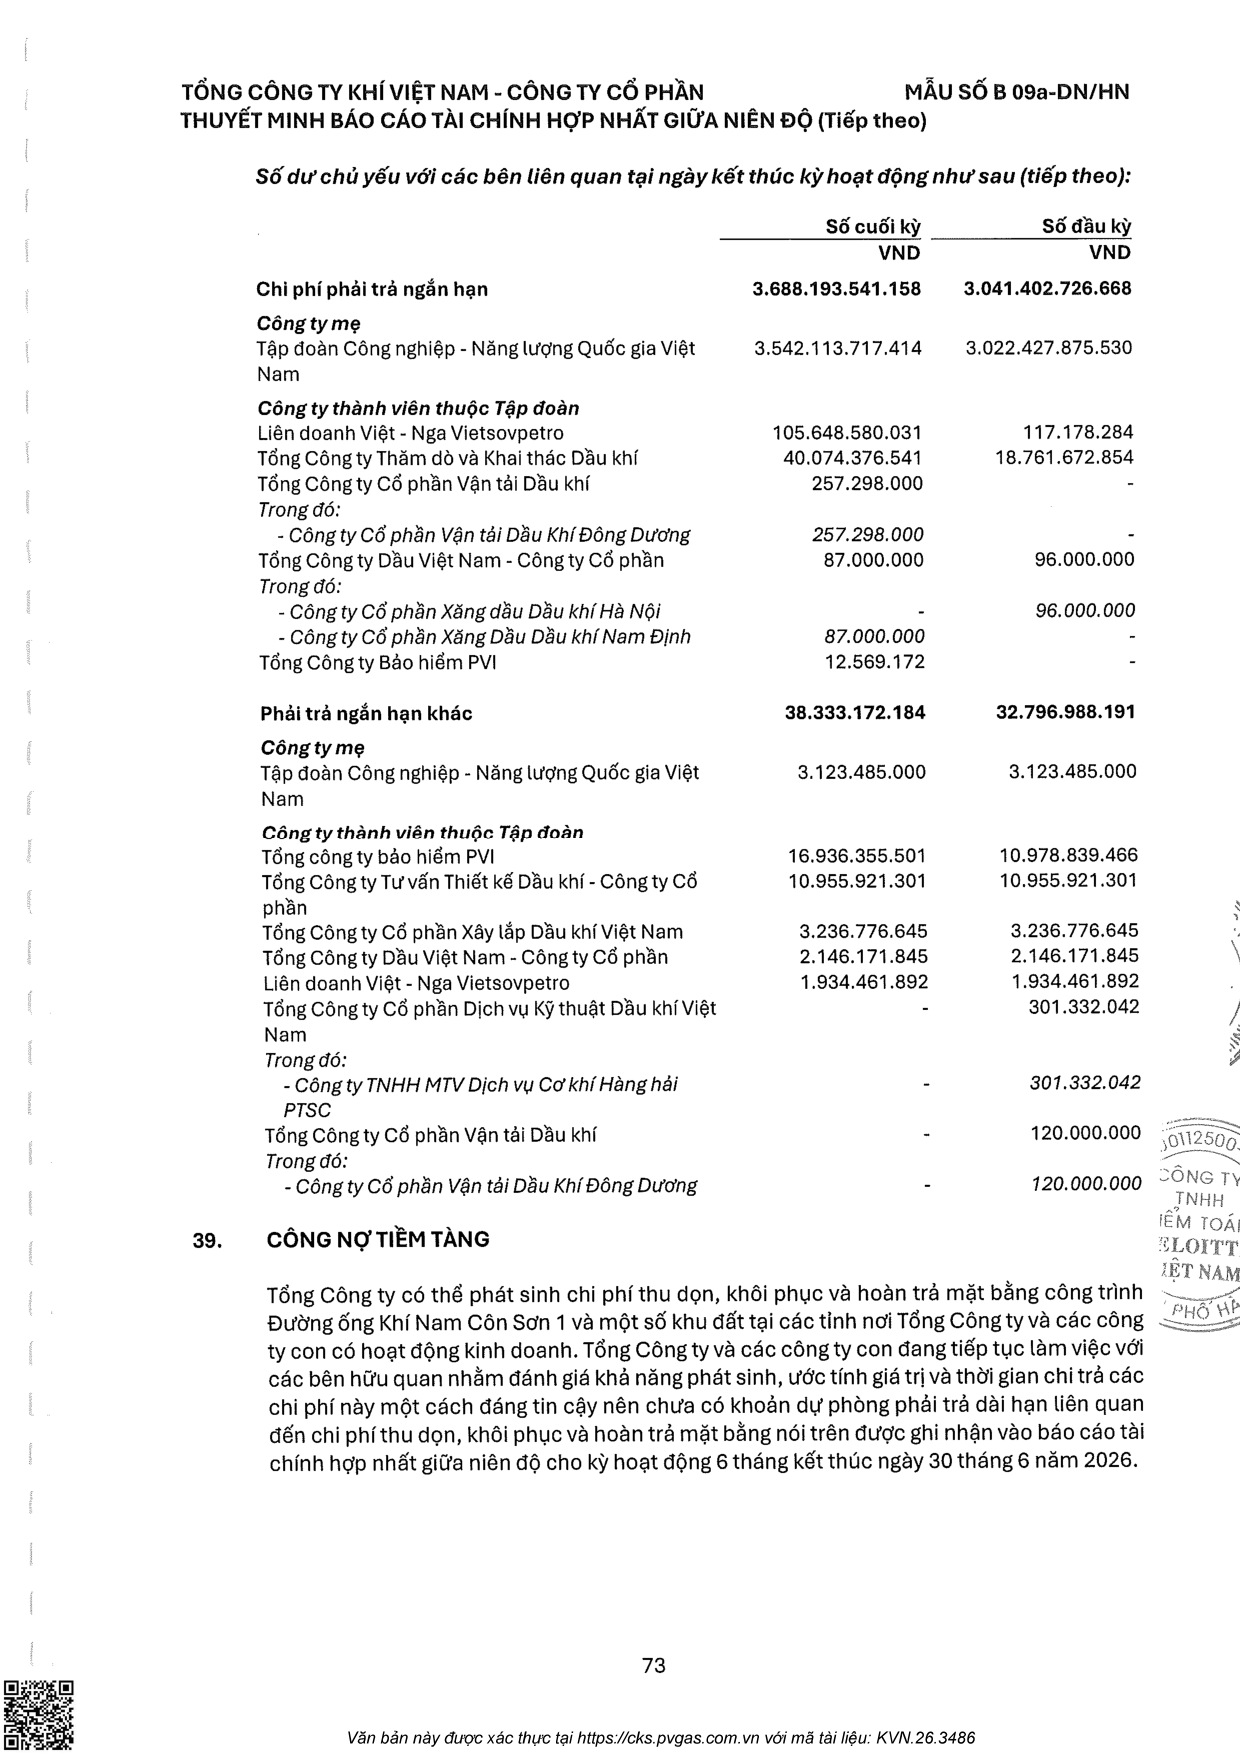 TỔNG CÔNG TY KHÍ VIỆT NAM - CÔNG TY CỔ PHẦN MẪU SỐ B 09a-DN/HN
THUYẾT MINH BÁO CÁO TÀI CHÍNH HỢP NHẤT GIỮA NIÊN ĐỘ (Tiếp theo)
Số dư chủ yếu với các bên liên quan tại ngày kết thúc kỳ hoạt động như sau (tiếp theo):
Số cuối kỳ Số đầu kỳ
VND VND
Chi phí phải trả ngắn hạn 3.688.193.541.158 3.041.402.726.668
Công ty mẹ
Tập đoàn Công nghiệp - Năng lượng Quốc gia Việt 3.542.113.717.414 3.022.427.875.530
Nam
Công ty thành viên thuộc Tập đoàn
Liên doanh Việt - Nga Vietsovpetro 105.648.580.031 117.178.284
Tổng Công ty Thăm dò và Khai thác Dầu khí 40.074.376.541 18.761.672.854
Tổng Công ty Cổ phần Vận tải Dầu khí 257.298.000 -
Trong đó:
- Công ty Cổ phần Vận tải Dầu Khí Đông Dương 257.298.000 -
Tổng Công ty Dầu Việt Nam - Công ty Cổ phần 87.000.000 96.000.000
Trong đó:
- Công ty Cổ phần Xăng dầu Dầu khí Hà Nội - 96.000.000
- Công ty Cổ phần Xăng Dầu Dầu khí Nam Định 87.000.000 -
Tổng Công ty Bảo hiểm PVI 12.569.172 -
Phải trả ngắn hạn khác 38.333.172.184 32.796.988.191
Công ty mẹ
Tập đoàn Công nghiệp - Năng lượng Quốc gia Việt 3.123.485.000 3.123.485.000
Nam
Công ty thành viên thuộc Tập đoàn
Tổng công ty bảo hiểm PVI 16.936.355.501 10.978.839.466
Tổng Công ty Tư vấn Thiết kế Dầu khí - Công ty Cổ 10.955.921.301 10.955.921.301
phần
Tổng Công ty Cổ phần Xây lắp Dầu khí Việt Nam 3.236.776.645 3.236.776.645
Tổng Công ty Dầu Việt Nam - Công ty Cổ phần 2.146.171.845 2.146.171.845
Liên doanh Việt - Nga Vietsovpetro 1.934.461.892 1.934.461.892
Tổng Công ty Cổ phần Dịch vụ Kỹ thuật Dầu khí Việt - 301.332.042
Nam
Trong đó:
- Công ty TNHH MTV Dịch vụ Cơ khí Hàng hải - 301.332.042
PTSC
Tổng Công ty Cổ phần Vận tải Dầu khí - 120.000.000
Trong đó:
- Công ty Cổ phần Vận tải Dầu Khí Đông Dương - 120.000.000
39. CÔNG NỢ TIỀM TÀNG
Tổng Công ty có thể phát sinh chi phí thu dọn, khôi phục và hoàn trả mặt bằng công trình
Đường ống Khí Nam Côn Sơn 1 và một số khu đất tại các tỉnh nơi Tổng Công ty và các công
ty con có hoạt động kinh doanh. Tổng Công ty và các công ty con đang tiếp tục làm việc với
các bên hữu quan nhằm đánh giá khả năng phát sinh, ước tính giá trị và thời gian chi trả các
chi phí này một cách đáng tin cậy nên chưa có khoản dự phòng phải trả dài hạn liên quan
đến chi phí thu dọn, khôi phục và hoàn trả mặt bằng nói trên được ghi nhận vào báo cáo tài
chính hợp nhất giữa niên độ cho kỳ hoạt động 6 tháng kết thúc ngày 30 tháng 6 năm 2026.
0112500
CÔNG TY
TNHH
IỂM TOÁ
ELOITT
IỆT NAM
PHỐ HÀ
73
Văn bản này được xác thực tại https://cks.pvgas.com.vn với mã tài liệu: KVN.26.3486